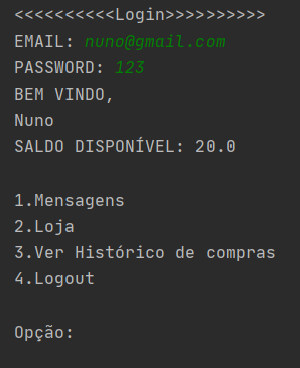 <<<<<<<<<<Login>>>>>>>>>>
EMAIL: nuno@gmail.com
PASSWORD: 123
BEM VINDO,
Nuno
SALDO DISPONÍVEL: 20.0
1.Mensagens
2.Loja
3.Ver Histórico de compras
4.Logout
Opção: